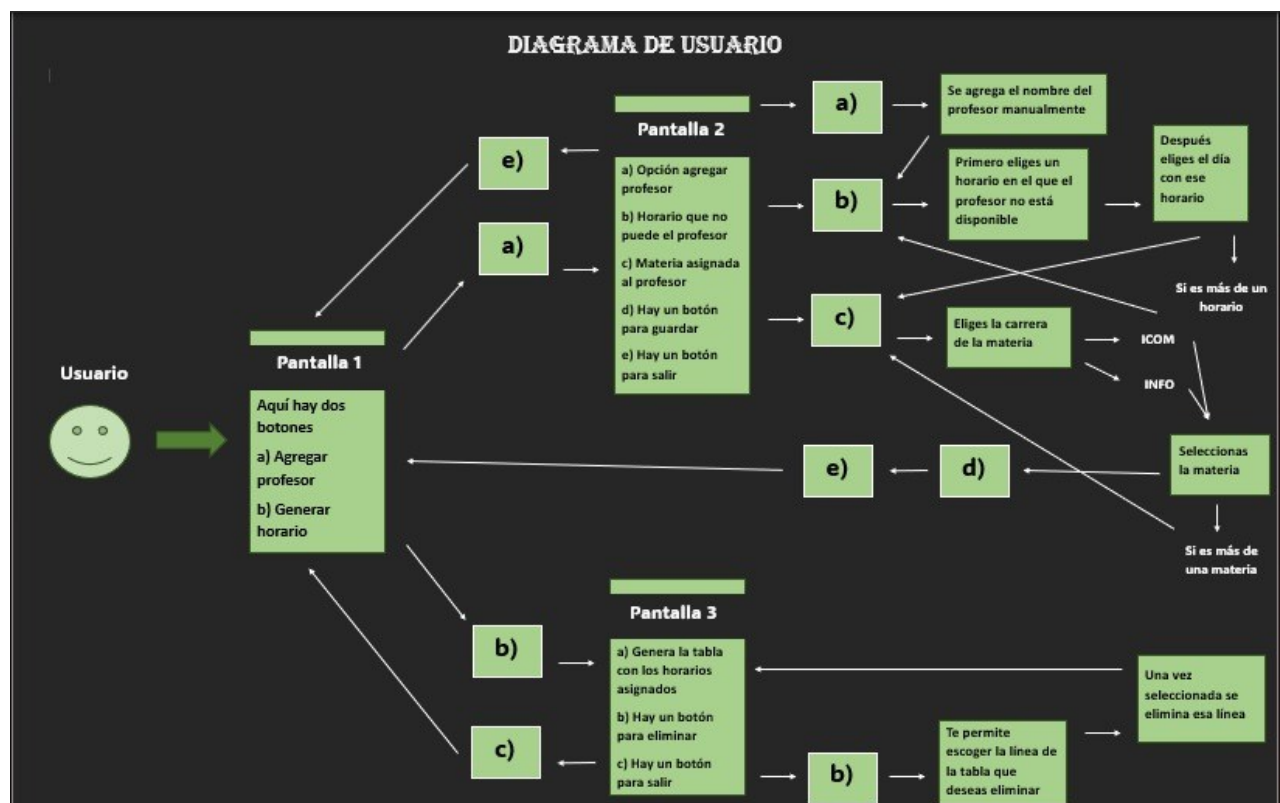 DIAGRAMA DE USUARIO
Usuario
Pantalla 1
Aquí hay dos
botones
a) Agregar
profesor
b) Generar
horario
e)
a)
Pantalla 2
a) Opción agregar
profesor
b) Horario que no
puede el profesor
c) Materia asignada
al profesor
d) Hay un botón
para guardar
e) Hay un botón
para salir
a)
Se agrega el nombre del
profesor manualmente
b)
Primero eliges un
horario en el que el
profesor no está
disponible
Después
eliges el día
con ese
horario
Si es más de un
horario
c)
Eliges la carrera
de la materia
ICOM
INFO
Seleccionas
la materia
Si es más de
una materia
d)
e)
b)
c)
Pantalla 3
a) Genera la tabla
con los horarios
asignados
b) Hay un botón
para eliminar
c) Hay un botón
para salir
b)
Te permite
escoger la línea de
la tabla que
deseas eliminar
Una vez
seleccionada se
elimina esa línea